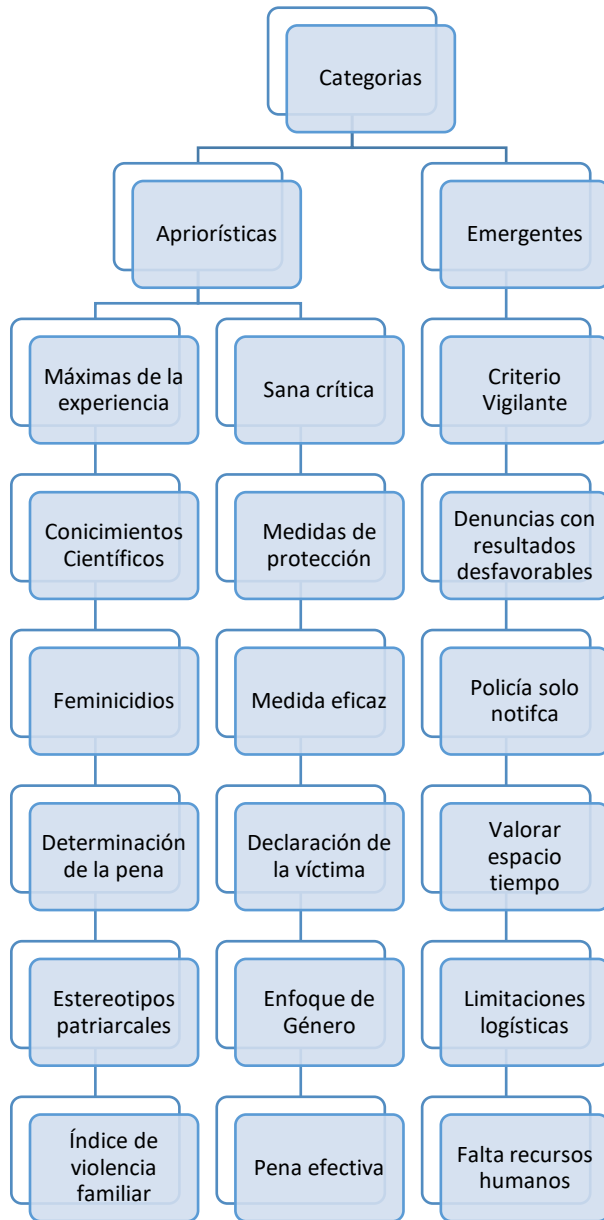 Categorias
Apriorísticas
Emergentes
Máximas de la
experiencia
Sana crítica
Criterio
Vigilante
Conicimientos
Científicos
Medidas de
protección
Denuncias con
resultados
desfavorables
Feminicidios
Medida eficaz
Policía solo
notifca
Determinación
de la pena
Declaración de
la víctima
Valorar
espacio
tiempo
Estereotipos
patriarcales
Enfoque de
Género
Limitaciones
logísticas
Índice de
violencia
familiar
Pena efectiva
Falta recursos
humanos